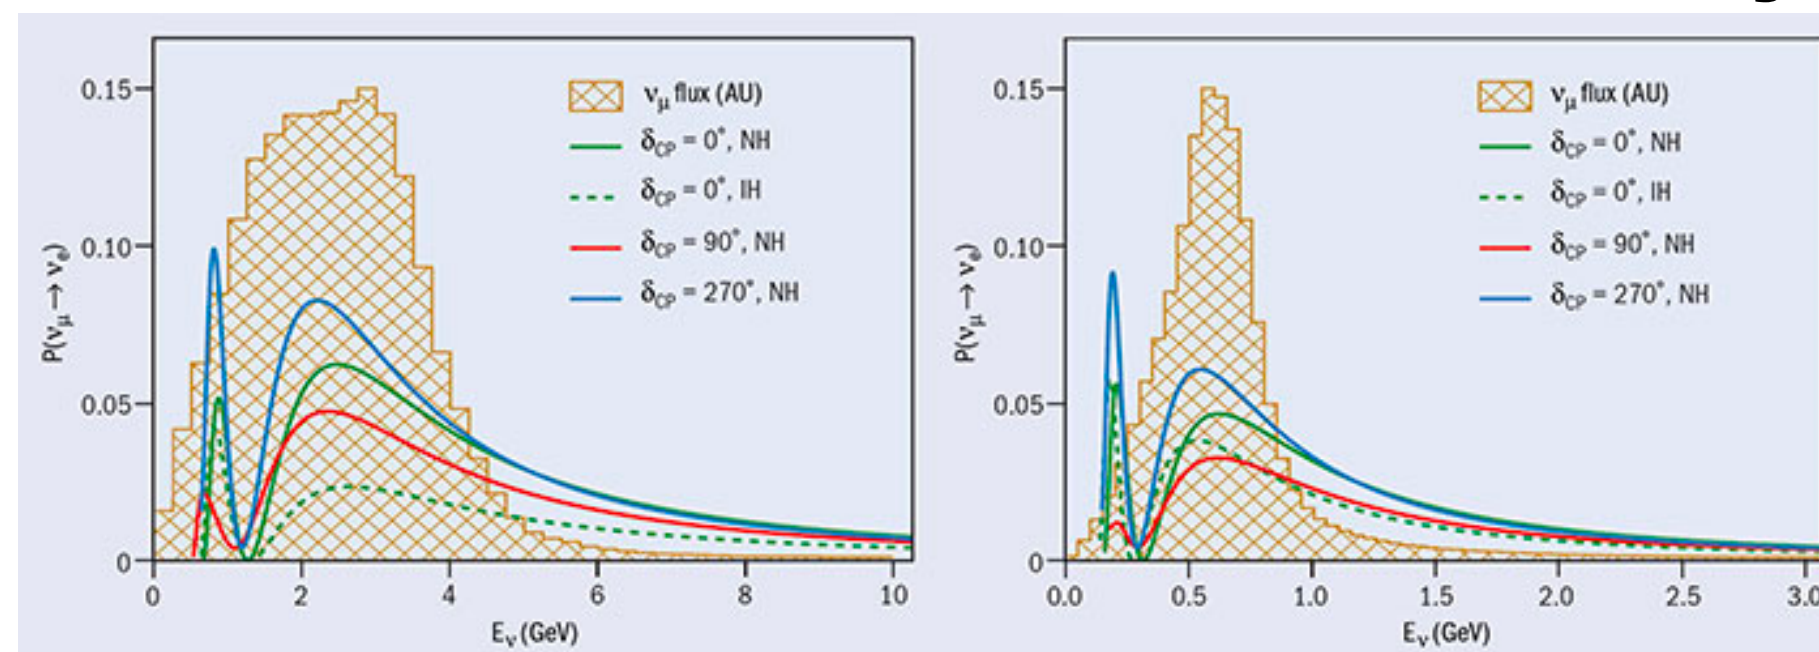 0.15
0.10
0.05
0
P(νμ → νe)
νμ flux (AU)
δCP = 0°, NH
δCP = 0°, IH
δCP = 90°, NH
δCP = 270°, NH
0 2 4 6 8 10
Eν (GeV)
0.15
0.10
0.05
0
P(νμ → νe)
νμ flux (AU)
δCP = 0°, NH
δCP = 0°, IH
δCP = 90°, NH
δCP = 270°, NH
0.0 0.5 1.0 1.5 2.0 2.5 3.0
Eν (GeV)